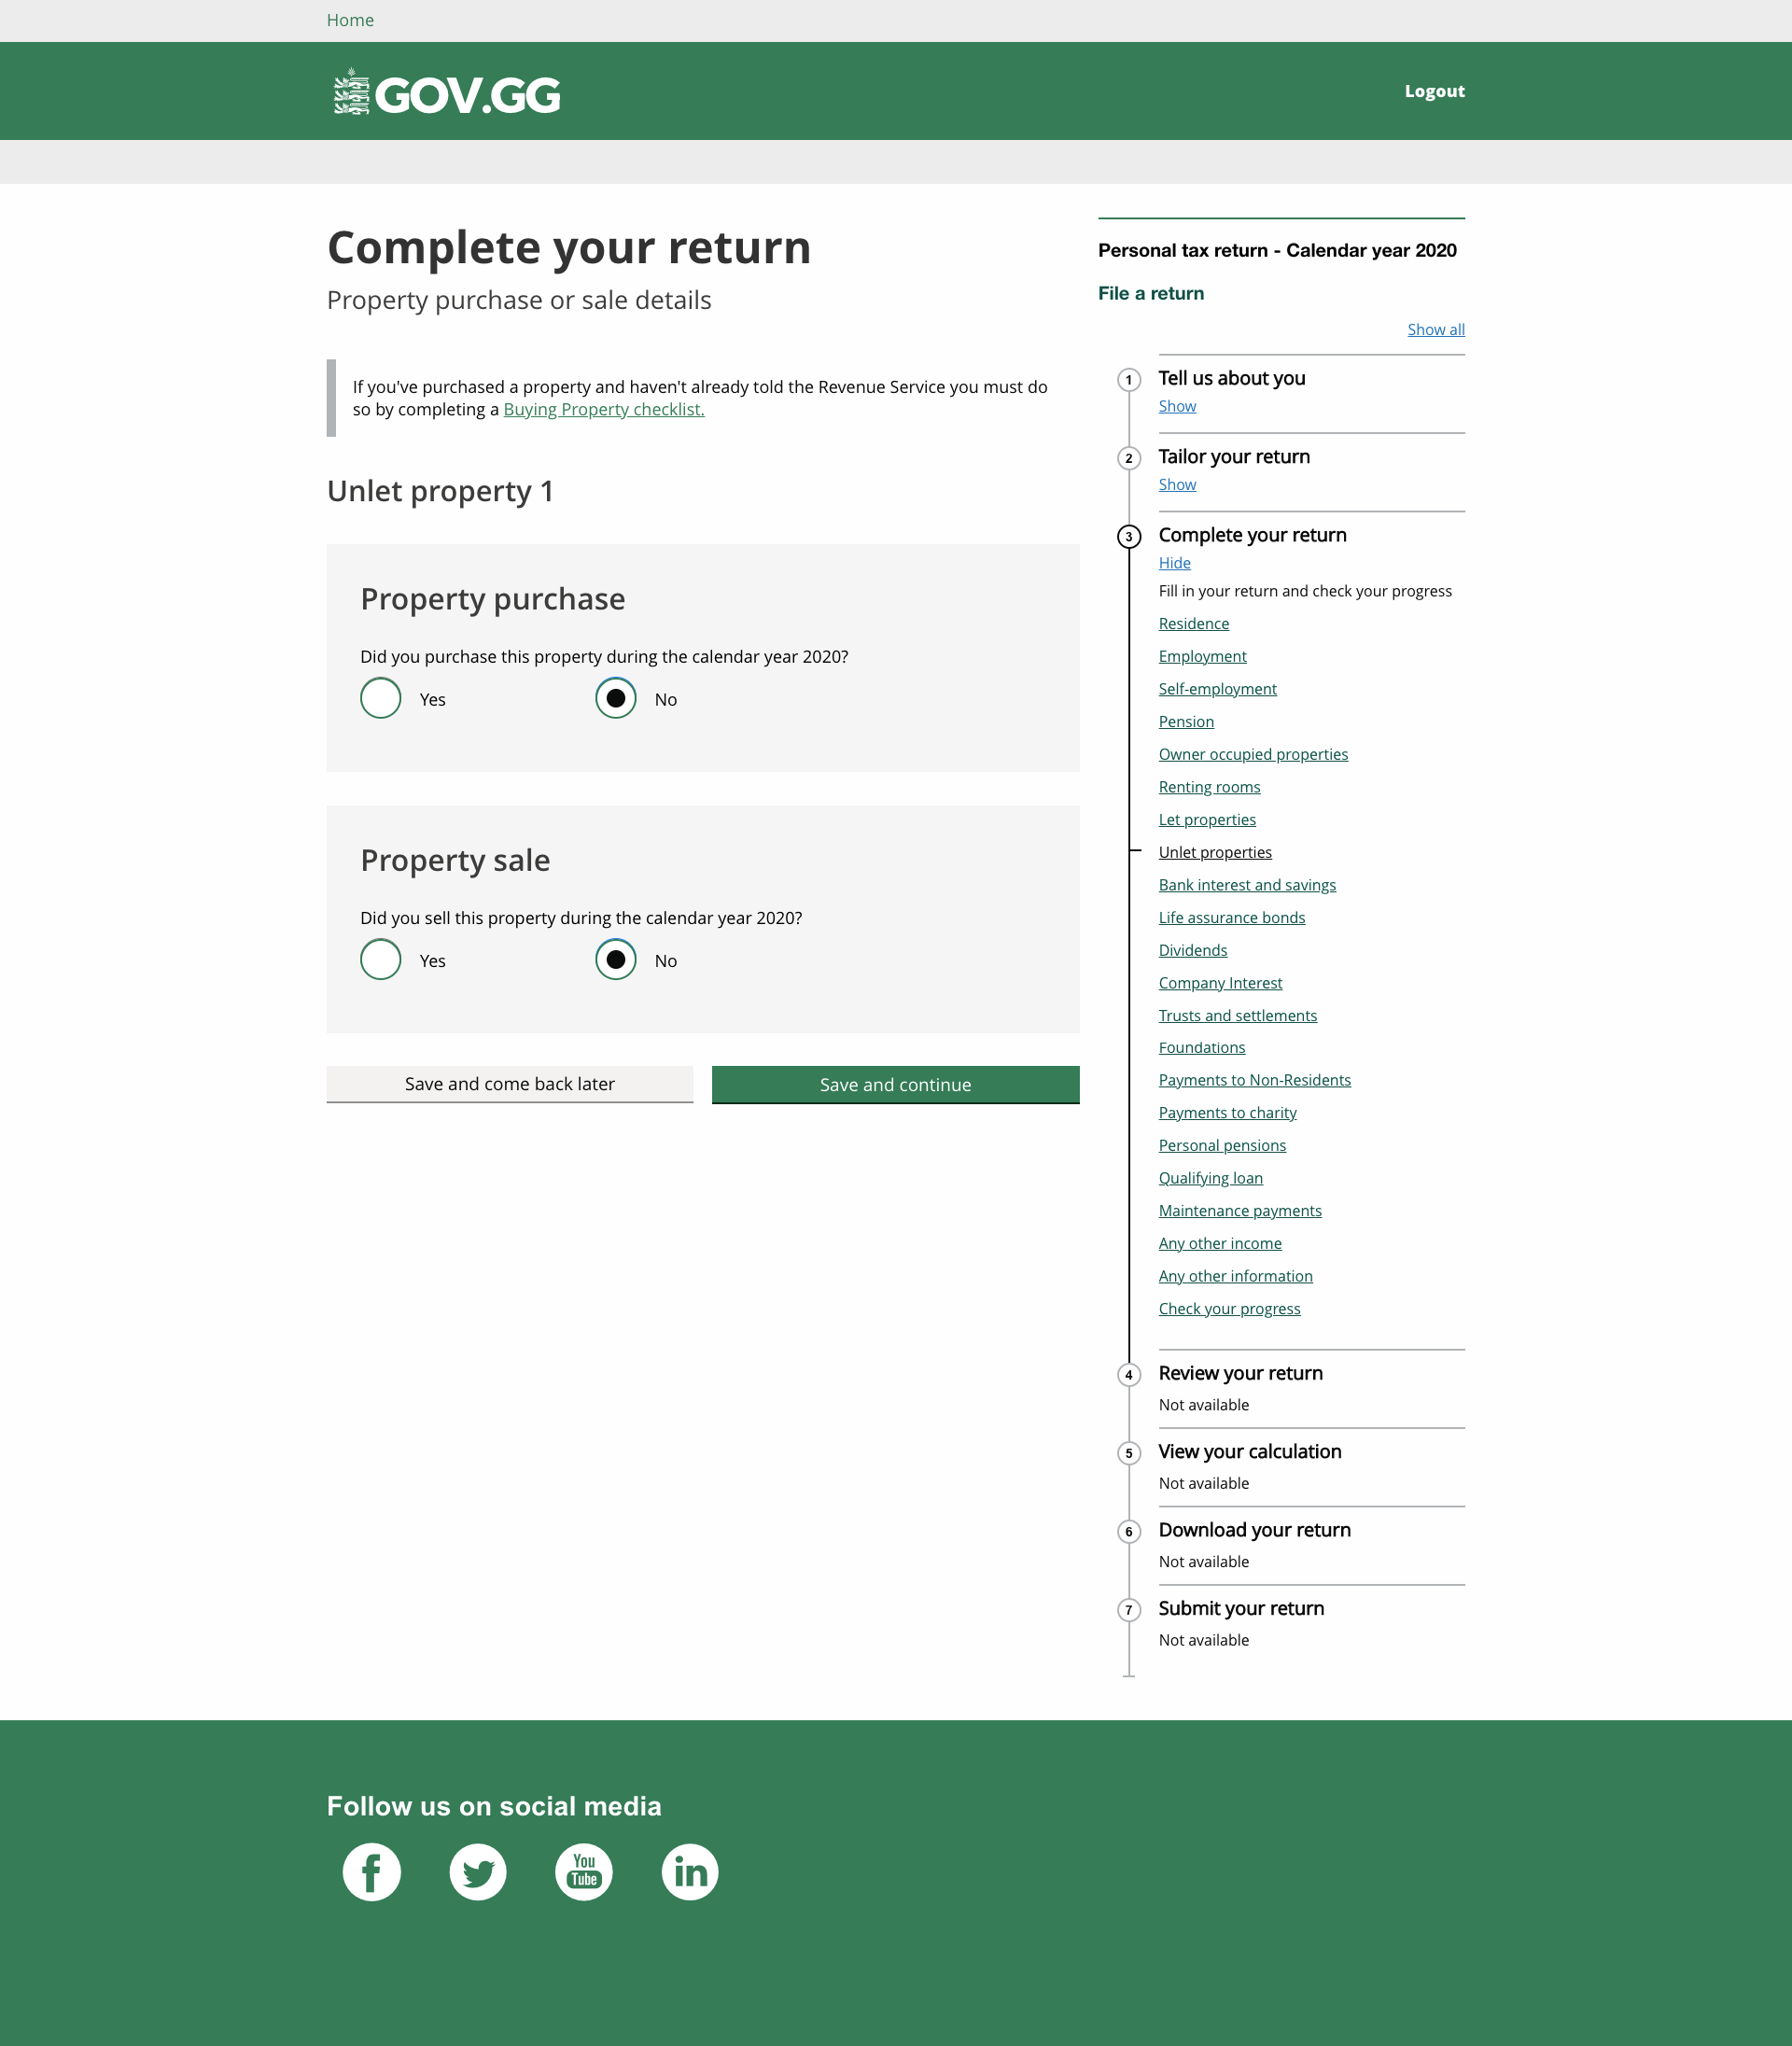 Home
GOV.GG
Logout
Complete your return
Property purchase or sale details
If you've purchased a property and haven't already told the Revenue Service you must do
so by completing a Buying Property checklist.
Unlet property 1
Property purchase
Did you purchase this property during the calendar year 2020?
Yes No
Property sale
Did you sell this property during the calendar year 2020?
Yes No
Save and come back later Save and continue
Personal tax return - Calendar year 2020
File a return
Show all
1 Tell us about you
Show
2 Tailor your return
Show
3 Complete your return
Hide
Fill in your return and check your progress
Residence
Employment
Self-employment
Pension
Owner occupied properties
Renting rooms
Let properties
Unlet properties
Bank interest and savings
Life assurance bonds
Dividends
Company Interest
Trusts and settlements
Foundations
Payments to Non-Residents
Payments to charity
Personal pensions
Qualifying loan
Maintenance payments
Any other income
Any other information
Check your progress
4 Review your return
Not available
5 View your calculation
Not available
6 Download your return
Not available
7 Submit your return
Not available
Follow us on social media
f
You
Tube
in